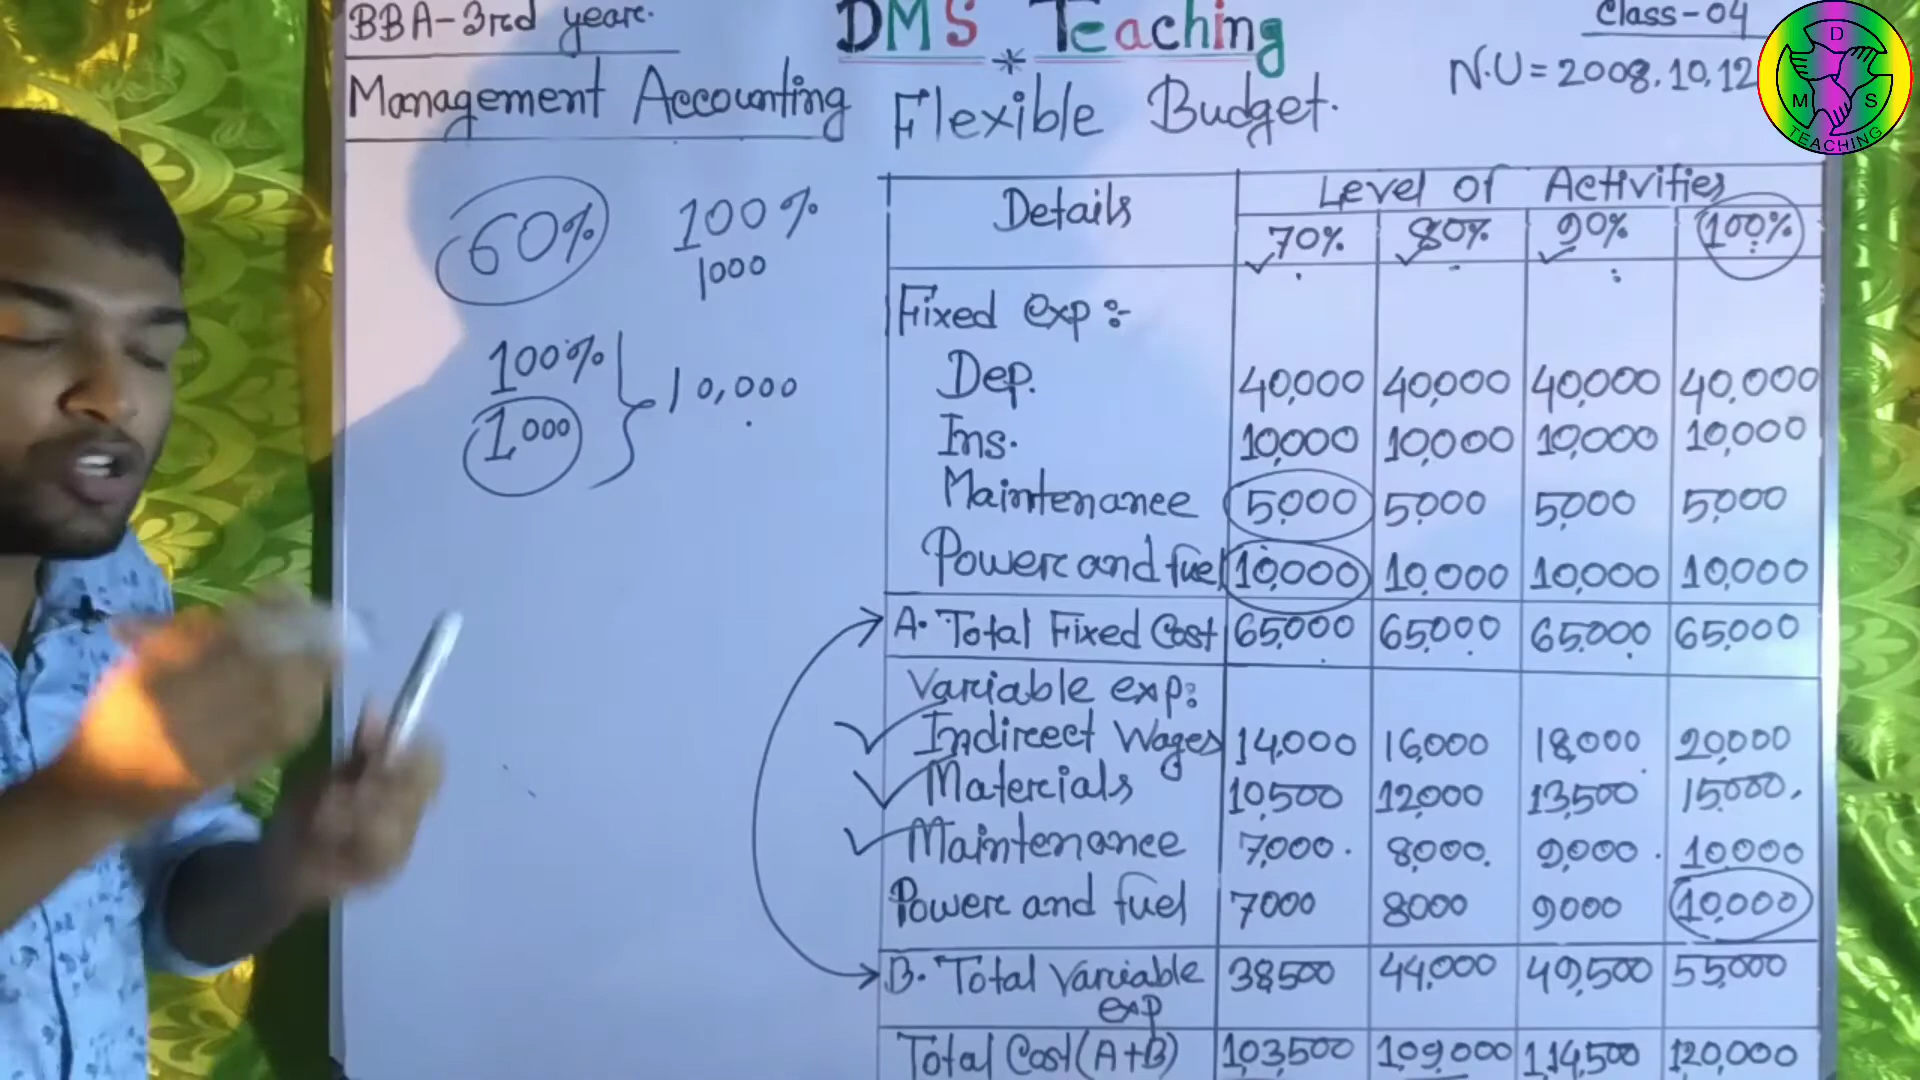 BBA-3rd year.
DMS Teaching
Class-04
Management Accounting
Flexible Budget.
N.U = 2008.10.12
D
M S
TEACHING
60% 100%
1000
100%
1,000
10,000
Details Level of Activities
70% 80% 90% 100%
Fixed exp :-
Dep. 40,000 40,000 40,000 40,000
Ins. 10,000 10,000 10,000 10,000
Maintenance 5,000 5,000 5,000 5,000
Power and fuel 10,000 10,000 10,000 10,000
A. Total Fixed Cost 65,000 65,000 65,000 65,000
Variable exp:
Indirect Wages 14,000 16,000 18,000 20,000
Materials 10,500 12,000 13,500 15,000
Maintenance 7,000 8,000 9,000 10,000
Power and fuel 7000 8000 9000 10,000
B. Total Variable exp 38,500 44,000 49,500 55,000
Total Cost (A+B) 1,03,500 1,09,000 1,14,500 1,20,000